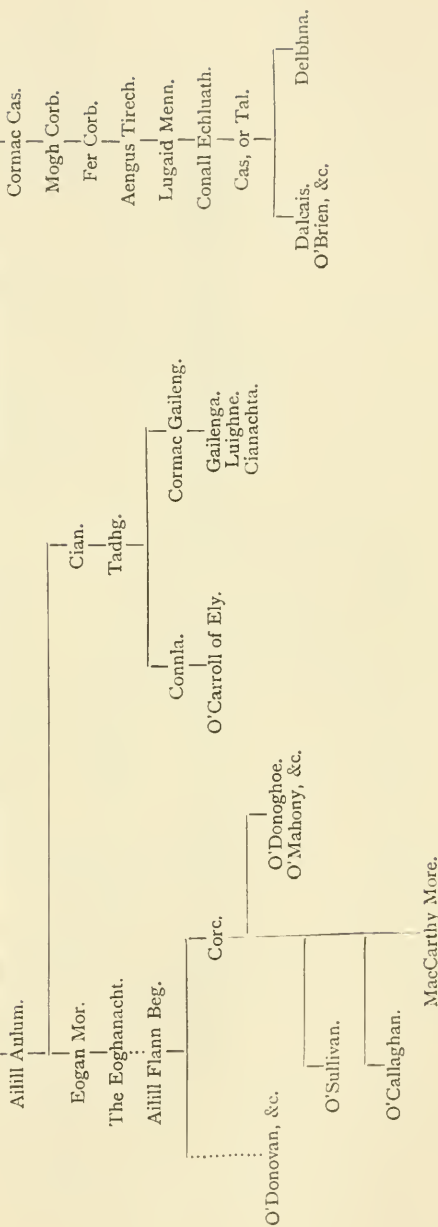 Ailill Aulum.
Eogan Mor.
The Eoghanacht.
Ailill Flann Beg.
O'Donovan, &c.
Corc.
O'Donoghoe.
O'Mahony, &c.
O'Sullivan.
O'Callaghan.
MacCarthy More.
Cian.
Tadhg.
Connla.
O'Carroll of Ely.
Cormac Gaileng.
Gailenga.
Luighne.
Cianachta.
Cormac Cas.
Mogh Corb.
Fer Corb.
Aengus Tirech.
Lugaid Menn.
Conall Echluath.
Cas, or Tal.
Dalcais.
O'Brien, &c.
Delbhna.